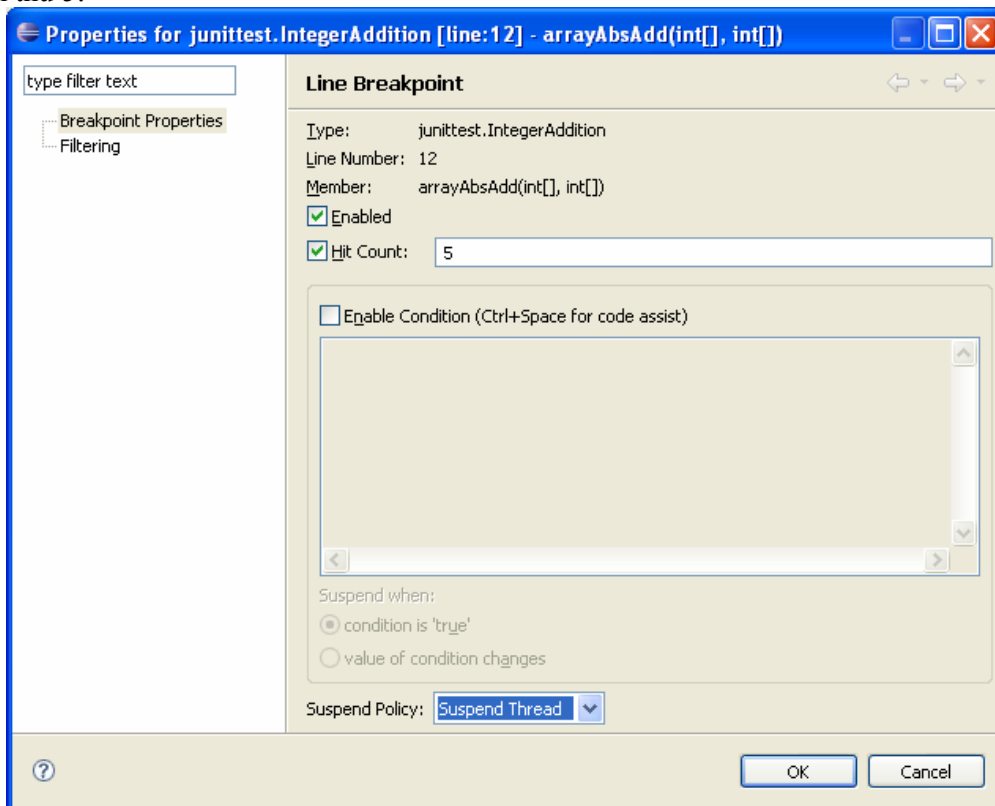 Properties for junittest.IntegerAddition [line:12] - arrayAbsAdd(int[], int[])
type filter text
Breakpoint Properties
Filtering
Line Breakpoint
Type: junittest.IntegerAddition
Line Number: 12
Member: arrayAbsAdd(int[], int[])
Enabled
Hit Count: 5
Enable Condition (Ctrl+Space for code assist)
Suspend when:
condition is 'true'
value of condition changes
Suspend Policy: Suspend Thread
?
OK
Cancel